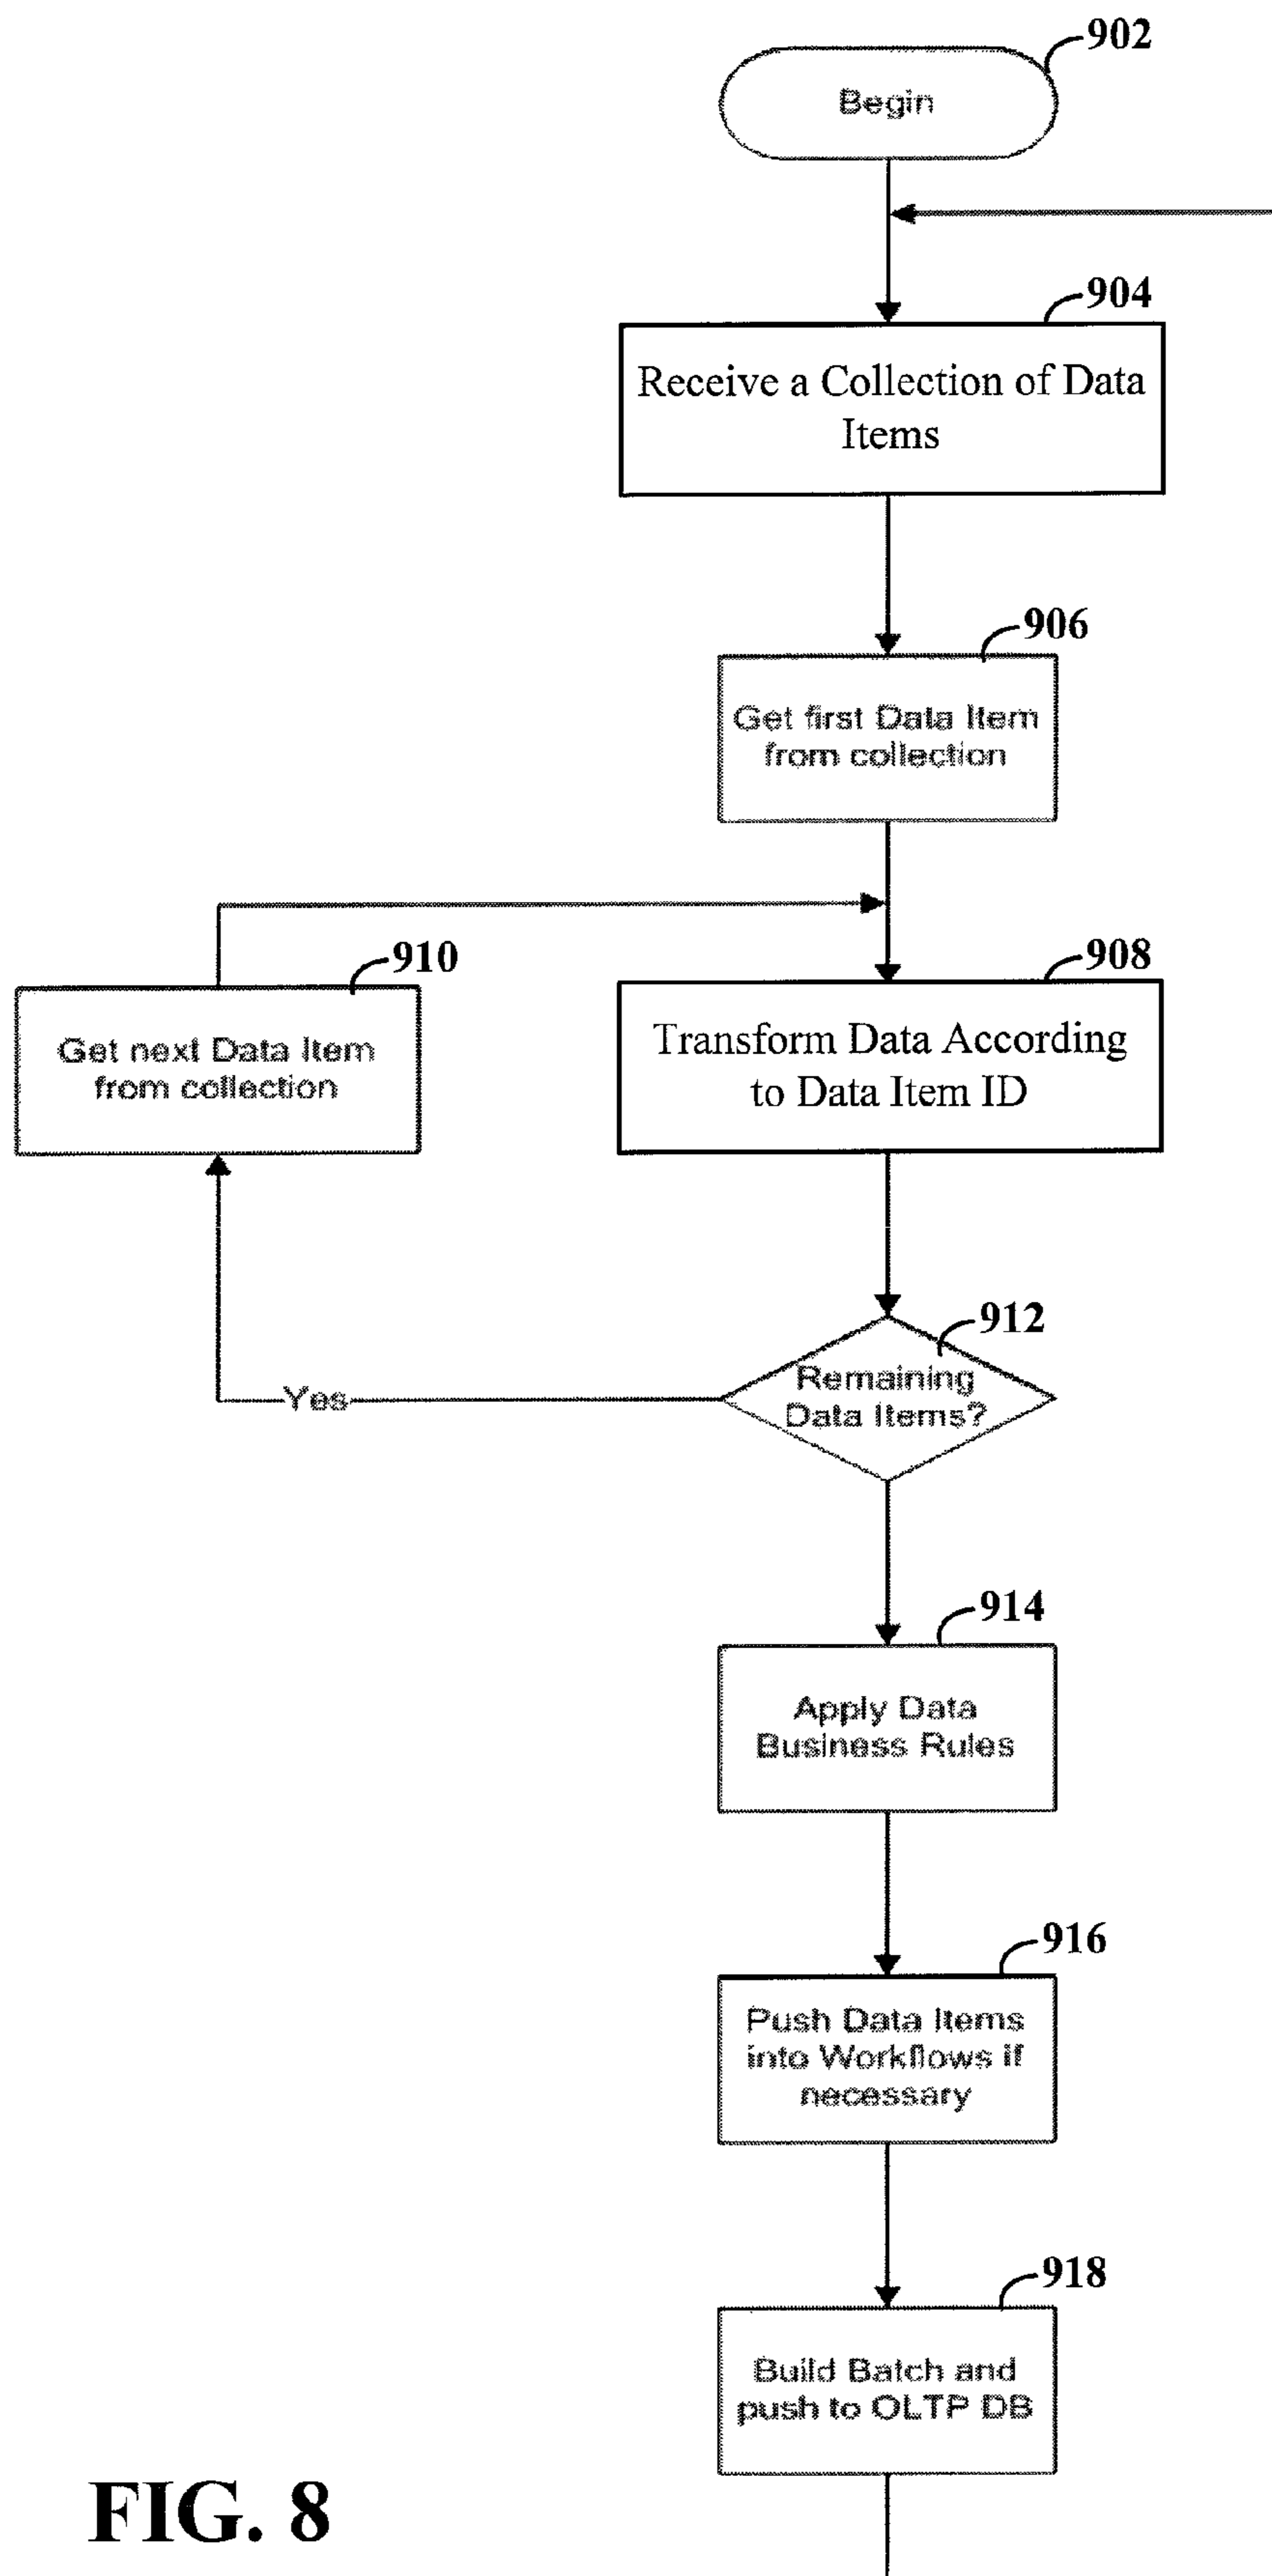 902
Begin
904
Receive a Collection of Data
Items
906
Get first Data Item
from collection
910
Get next Data Item
from collection
908
Transform Data According
to Data Item ID
912
Remaining
Data Items?
Yes
914
Apply Data
Business Rules
916
Push Data Items
into Workflows if
necessary
918
Build Batch and
push to OLTP DB
FIG. 8